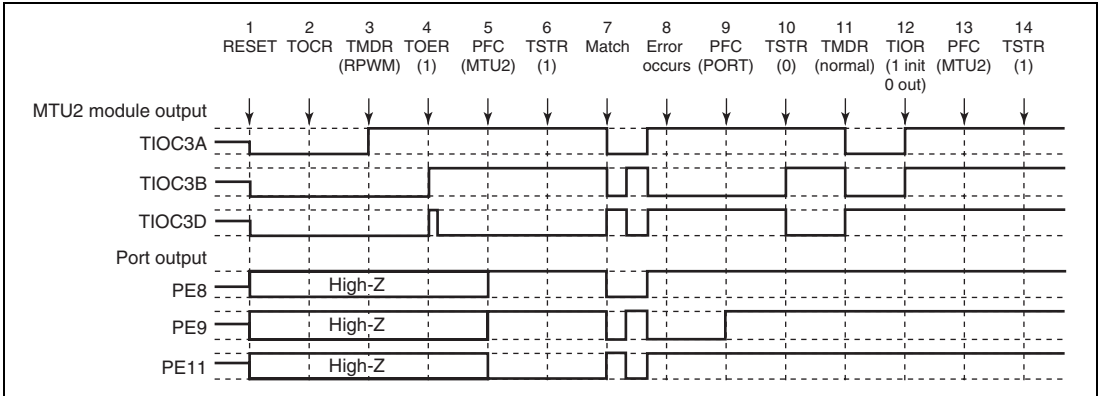 1 2 3 4 5 6 7 8 9 10 11 12 13 14
RESET TOCR TMDR TOER PFC TSTR Match Error PFC TSTR TMDR TIOR PFC TSTR
(RPWM) (1) (MTU2) (1) occurs (PORT) (0) (normal) (1 init (MTU2) (1)
0 out)
MTU2 module output
TIOC3A
TIOC3B
TIOC3D
Port output
PE8 High-Z
PE9 High-Z
PE11 High-Z